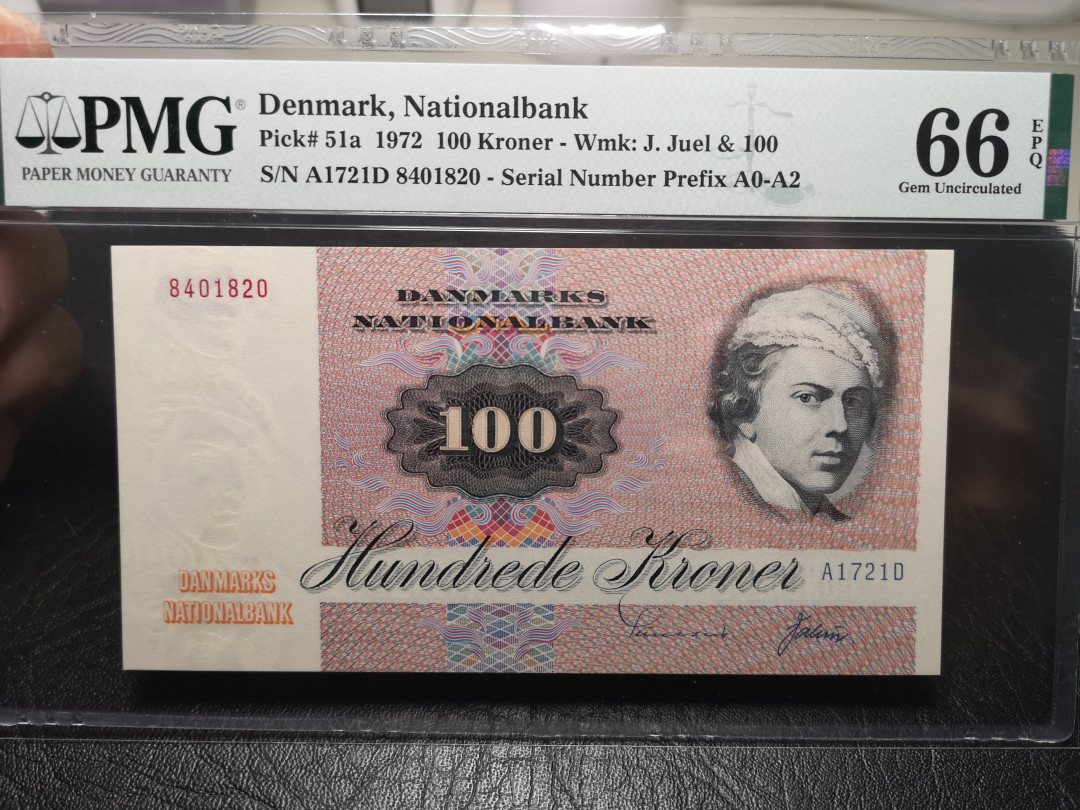 PMG®
PAPER MONEY GUARANTY
Denmark, Nationalbank
Pick# 51a 1972 100 Kroner - Wmk: J. Juel & 100
S/N A1721D 8401820 - Serial Number Prefix A0-A2
66
EPQ
Gem Uncirculated
8401820
DANMARKS
NATIONALBANK
100
Hundrede Kroner
A1721D
DANMARKS
NATIONALBANK